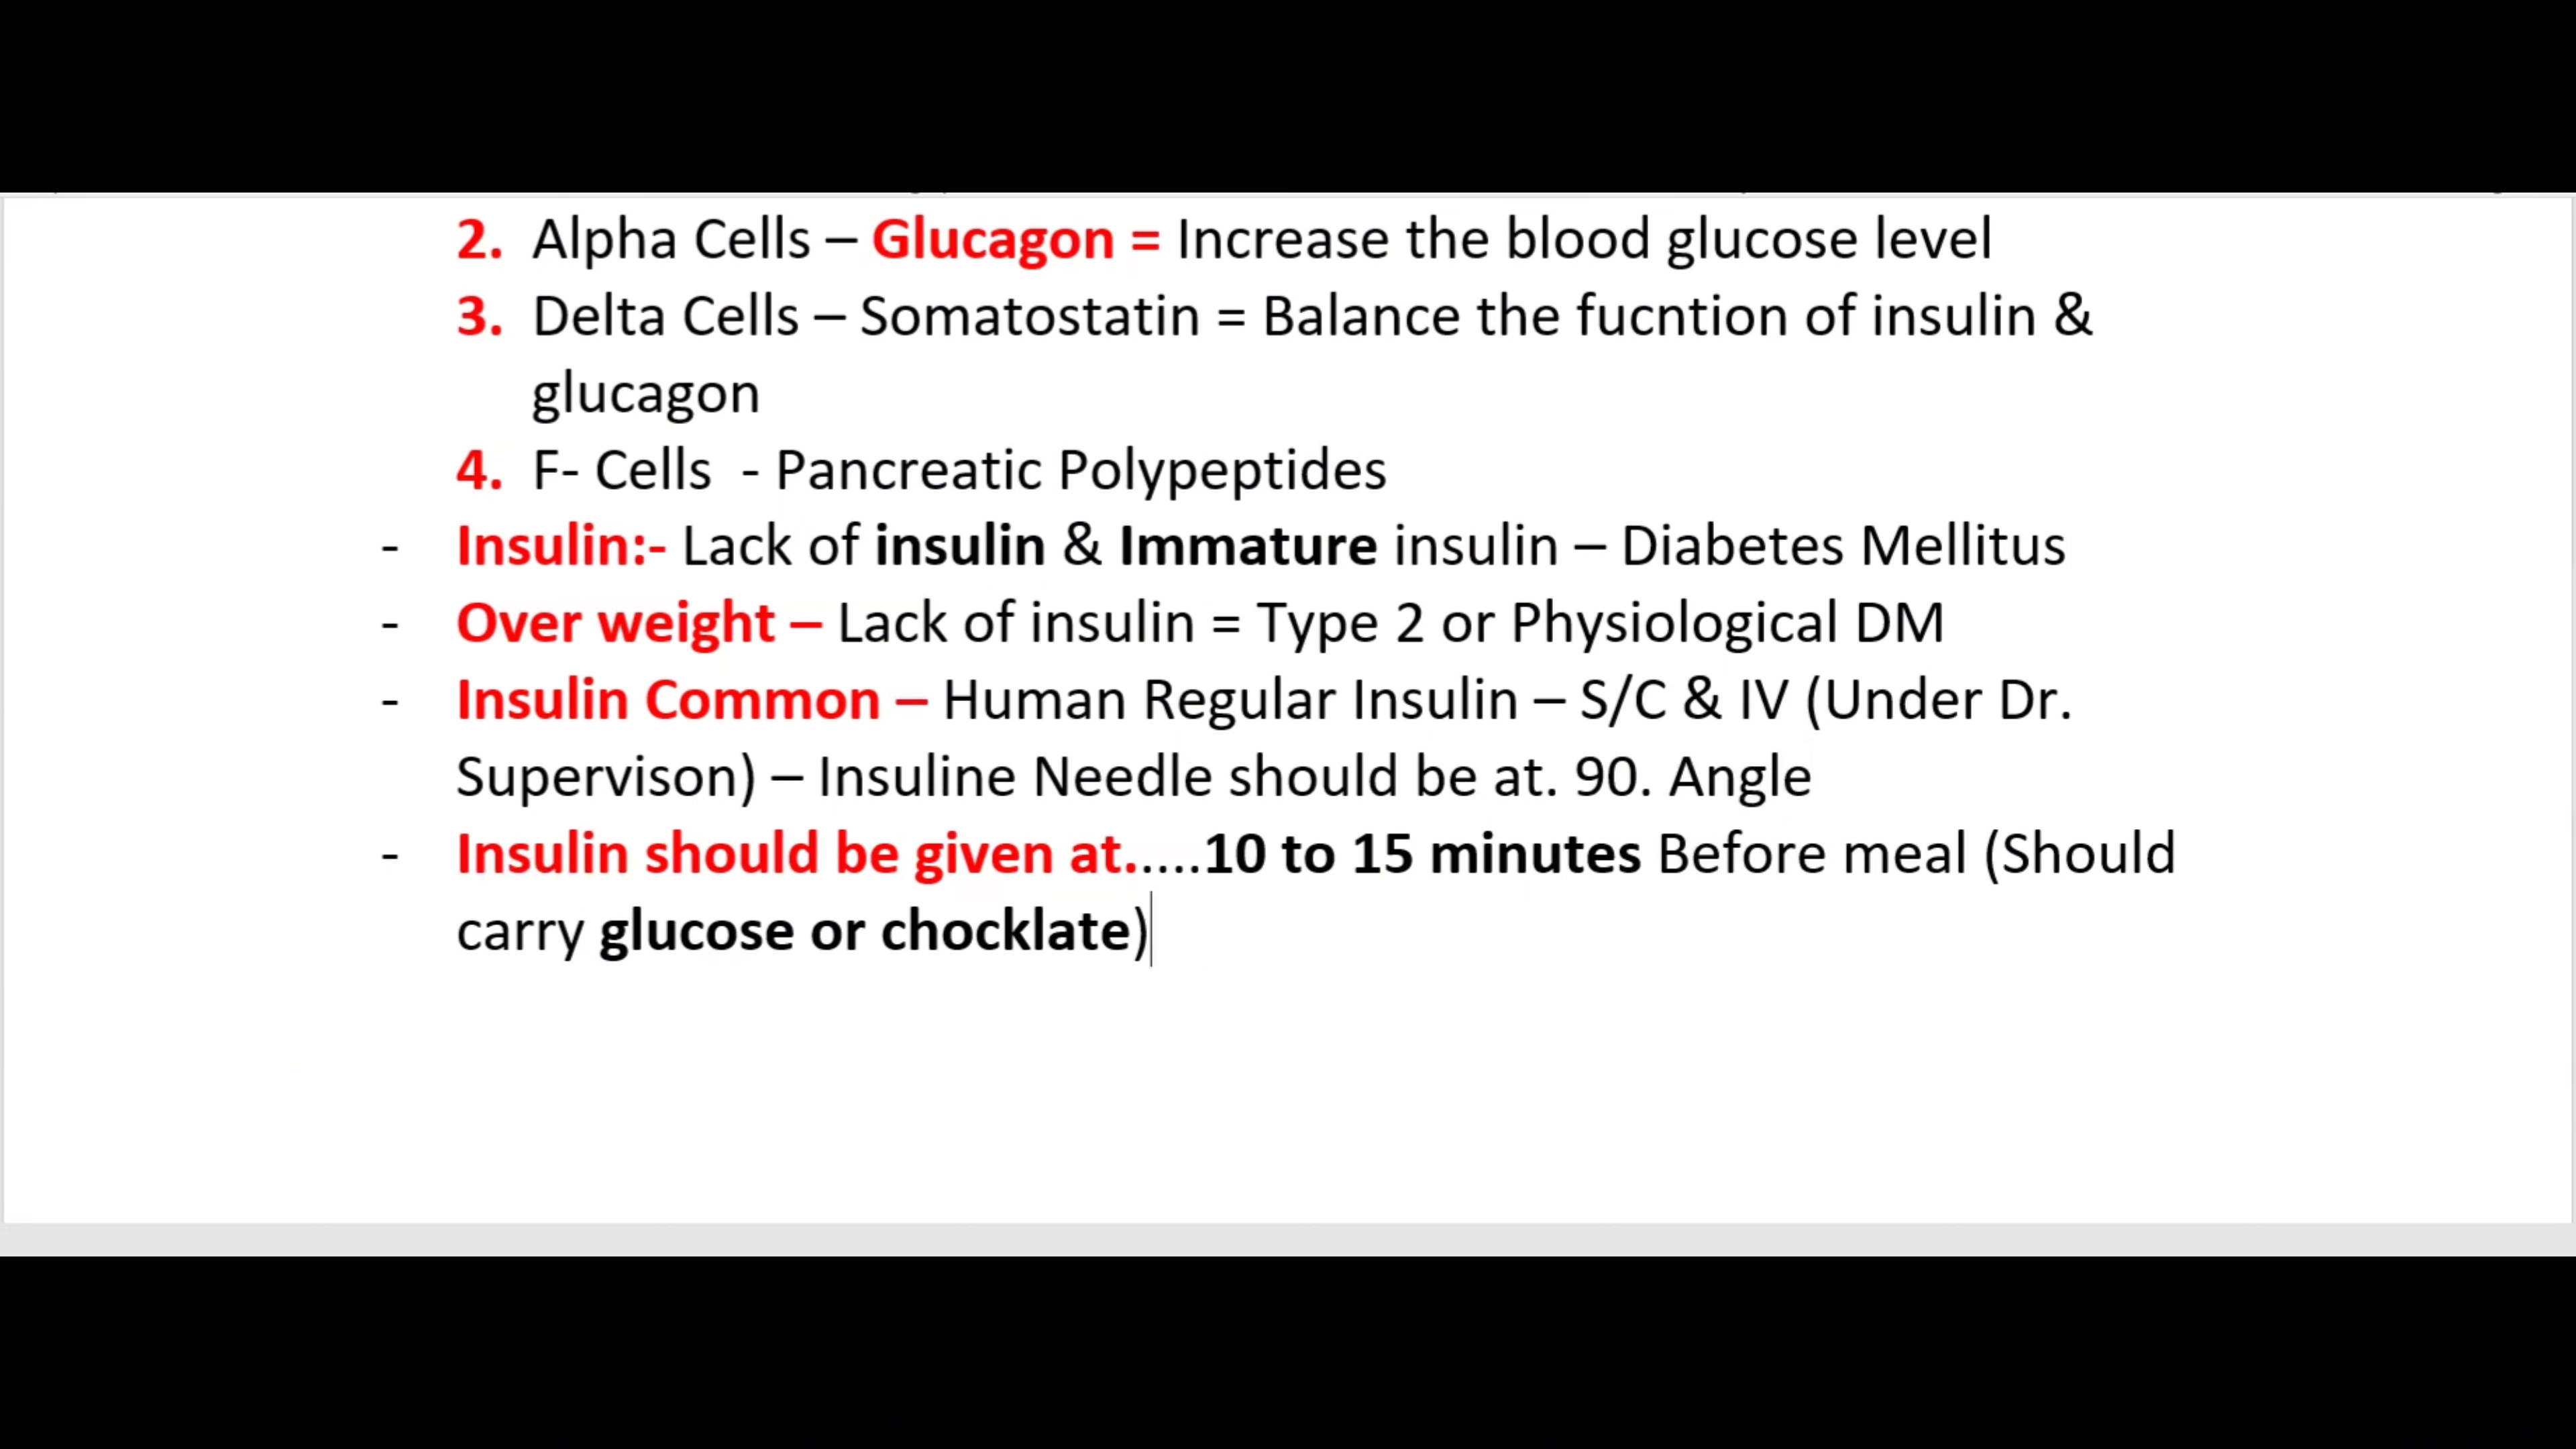 2. Alpha Cells – Glucagon = Increase the blood glucose level
3. Delta Cells – Somatostatin = Balance the fucntion of insulin &
glucagon
4. F- Cells - Pancreatic Polypeptides
- Insulin:- Lack of insulin & Immature insulin – Diabetes Mellitus
- Over weight – Lack of insulin = Type 2 or Physiological DM
- Insulin Common – Human Regular Insulin – S/C & IV (Under Dr.
Supervison) – Insuline Needle should be at. 90. Angle
- Insulin should be given at.....10 to 15 minutes Before meal (Should
carry glucose or chocklate)